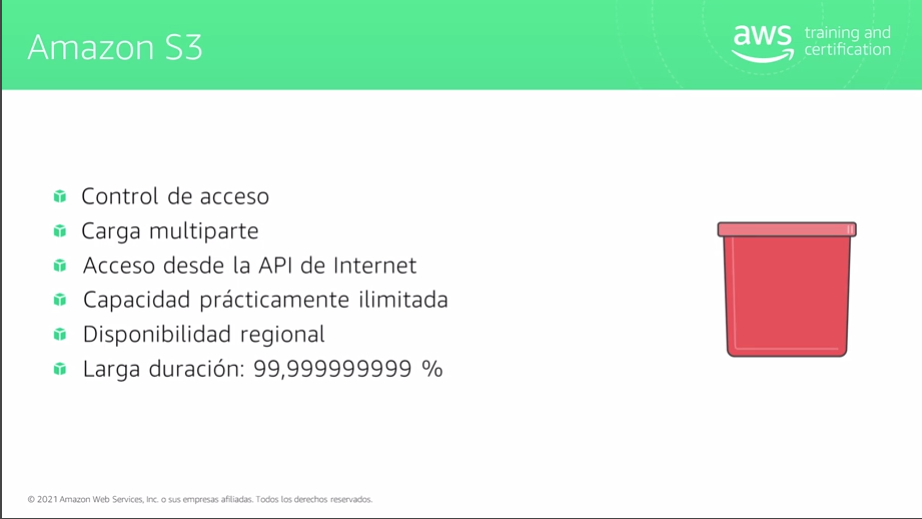 Amazon S3
aws training and
certification
Control de acceso
Carga multiparte
Acceso desde la API de Internet
Capacidad prácticamente ilimitada
Disponibilidad regional
Larga duración: 99,999999999 %
© 2021 Amazon Web Services, Inc. o sus empresas afiliadas. Todos los derechos reservados.